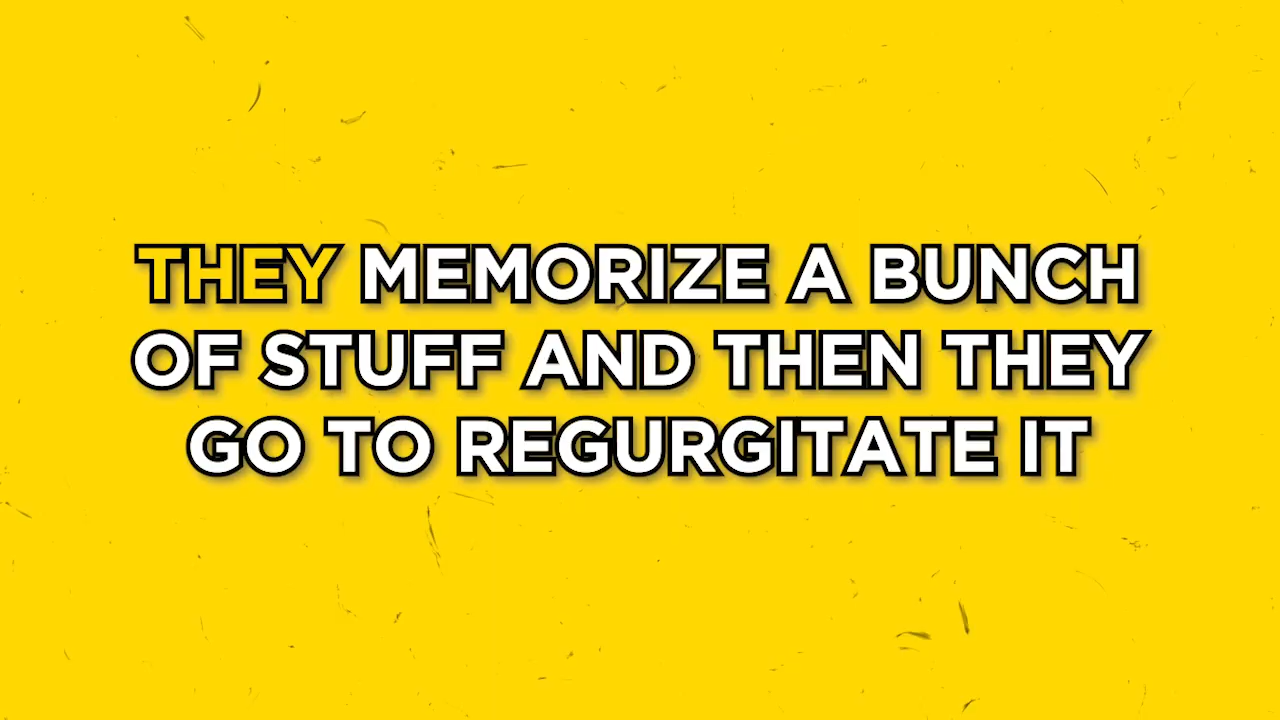 THEY MEMORIZE A BUNCH
OF STUFF AND THEN THEY
GO TO REGURGITATE IT